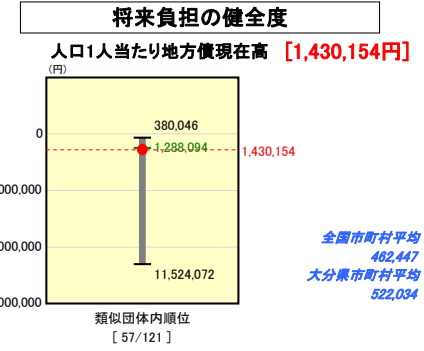 将来負担の健全度
人口1人当たり地方債現在高 [1,430,154円]
(円)
380,046
0
1,288,094
1,430,154
000,000
000,000
11,524,072
000,000
全国市町村平均
462,447
大分県市町村平均
522,034
類似団体内順位
[ 57/121 ]